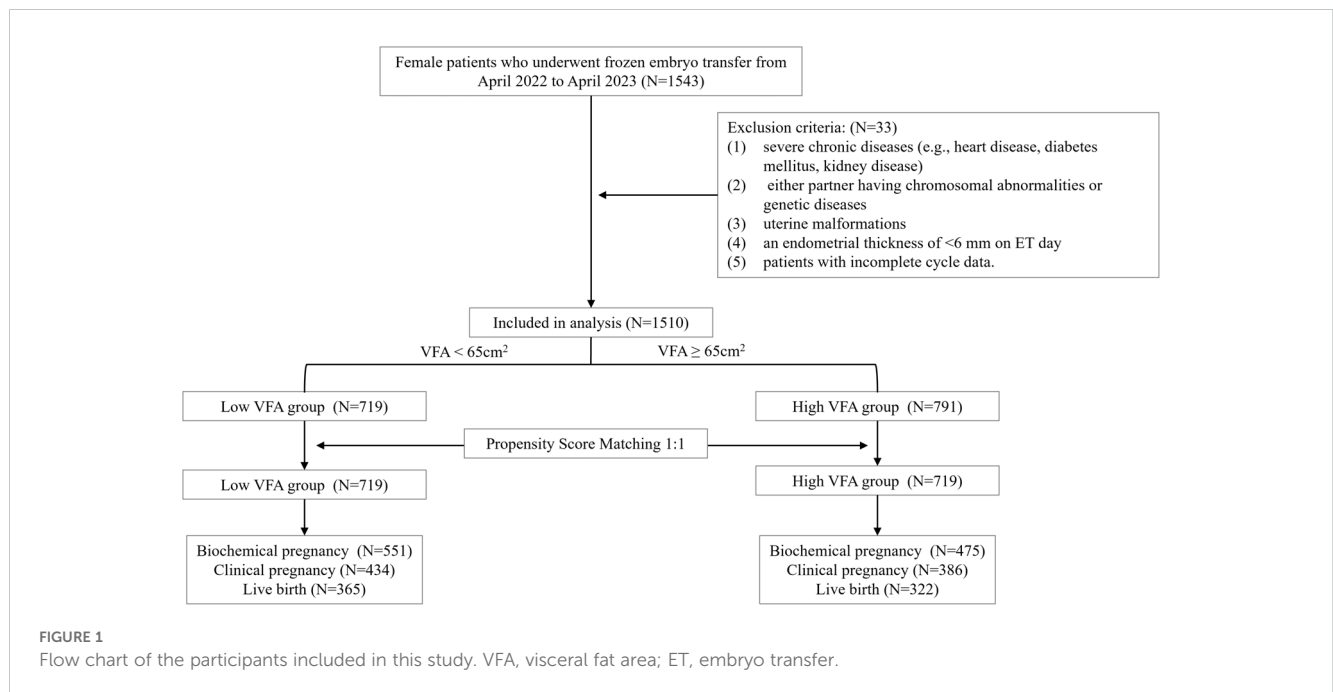 Female patients who underwent frozen embryo transfer from
April 2022 to April 2023 (N=1543)
Exclusion criteria: (N=33)
(1) severe chronic diseases (e.g., heart disease, diabetes
mellitus, kidney disease)
(2) either partner having chromosomal abnormalities or
genetic diseases
(3) uterine malformations
(4) an endometrial thickness of <6 mm on ET day
(5) patients with incomplete cycle data.
Included in analysis (N=1510)
VFA < 65cm²
VFA ≥ 65cm²
Low VFA group (N=719)
High VFA group (N=791)
Propensity Score Matching 1:1
Low VFA group (N=719)
High VFA group (N=719)
Biochemical pregnancy (N=551)
Clinical pregnancy (N=434)
Live birth (N=365)
Biochemical pregnancy (N=475)
Clinical pregnancy (N=386)
Live birth (N=322)
FIGURE 1
Flow chart of the participants included in this study. VFA, visceral fat area; ET, embryo transfer.